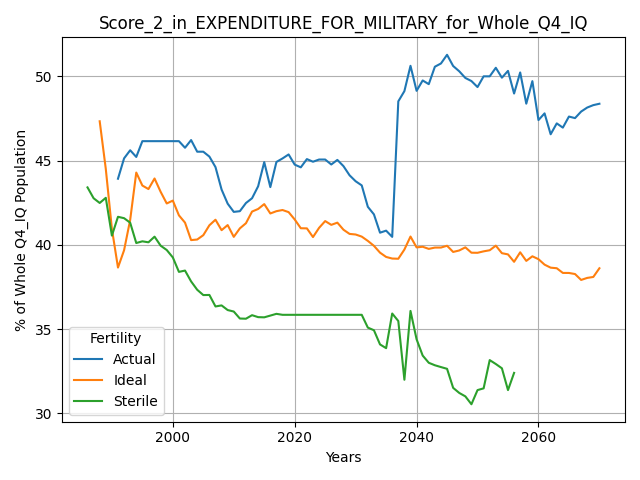 Score_2_in_EXPENDITURE_FOR_MILITARY_for_Whole_Q4_IQ
% of Whole Q4_IQ Population
50
45
40
35
30
Fertility
Actual
Ideal
Sterile
2000
2020
2040
2060
Years